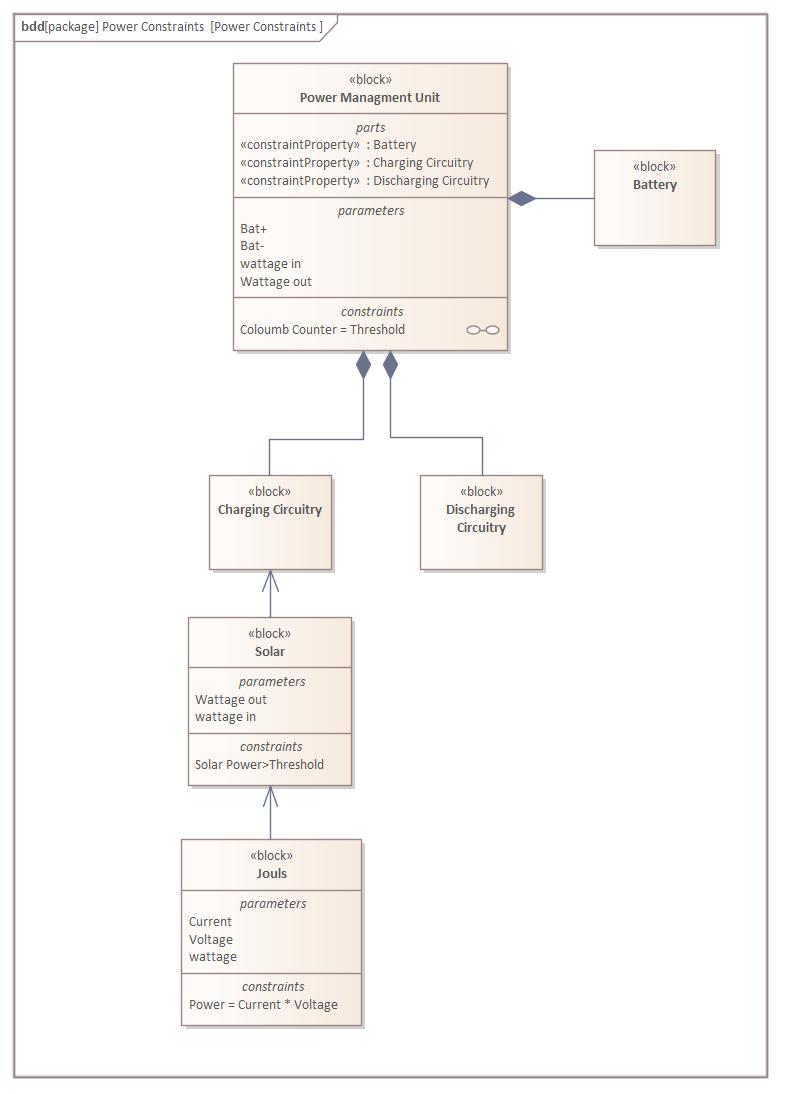 bdd[package] Power Constraints [Power Constraints ]
«block»
Power Managment Unit
parts
«constraintProperty» : Battery
«constraintProperty» : Charging Circuitry
«constraintProperty» : Discharging Circuitry
parameters
Bat+
Bat-
wattage in
Wattage out
constraints
Coloumb Counter = Threshold
«block»
Battery
«block»
Charging Circuitry
«block»
Discharging
Circuitry
«block»
Solar
parameters
Wattage out
wattage in
constraints
Solar Power>Threshold
«block»
Jouls
parameters
Current
Voltage
wattage
constraints
Power = Current * Voltage